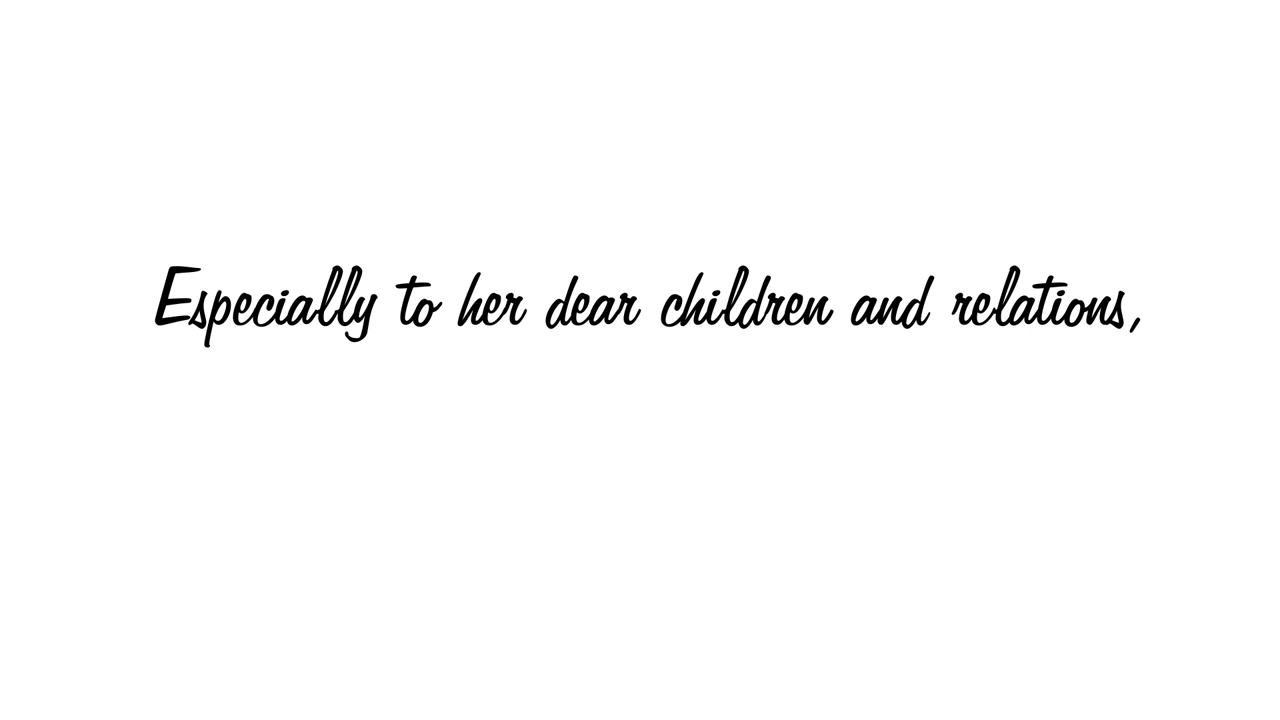 Especially to her dear children and relations,